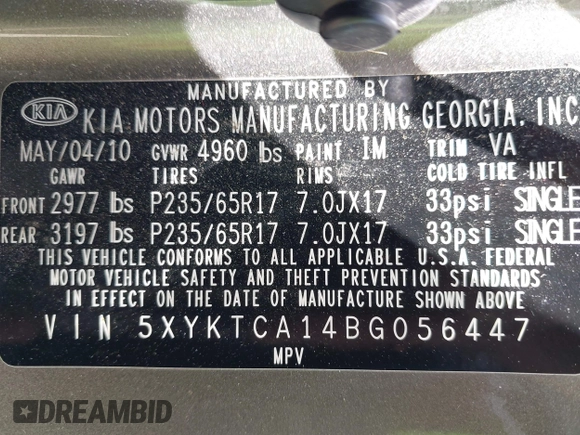 MANUFACTURED BY
KIA KIA MOTORS MANUFACTURING GEORGIA, INC
MAY/04/10 GVWR 4960 lbs PAINT 1M TRIM VA
GAWR TIRES RIMS COLD TIRE INFL
FRONT 2977 lbs P235/65R17 7.0JX17 33psi SINGLE
REAR 3197 lbs P235/65R17 7.0JX17 33psi SINGLE
THIS VEHICLE CONFORMS TO ALL APPLICABLE U.S.A. FEDERAL
MOTOR VEHICLE SAFETY AND THEFT PREVENTION STANDARDS
IN EFFECT ON THE DATE OF MANUFACTURE SHOWN ABOVE
VIN 5XYKTCA14BG056447
MPV
DREAMBID